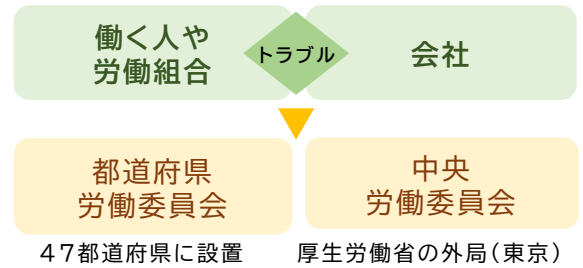 働く人や
労働組合
トラブル
会社
都道府県
労働委員会
中央
労働委員会
47都道府県に設置
厚生労働省の外局(東京)